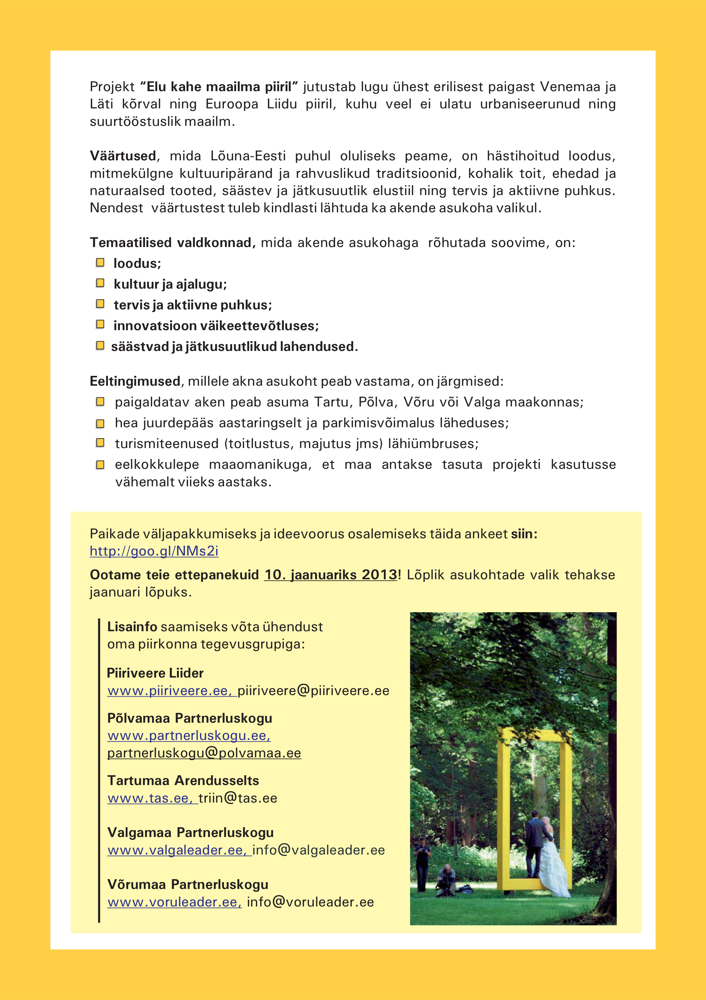 Projekt “Elu kahe maailma piiril” jutustab lugu ühest erilisest paigast Venemaa ja
Läti kõrval ning Euroopa Liidu piiril, kuhu veel ei ulatu urbaniseerunud ning
suurtööstuslik maailm.
Väärtused, mida Lõuna-Eesti puhul oluliseks peame, on hästihoitud loodus,
mitmekülgne kultuuripärand ja rahvuslikud traditsioonid, kohalik toit, ehedad ja
naturaalsed tooted, säästev ja jätkusuutlik elustiil ning tervis ja aktiivne puhkus.
Nendest väärtustest tuleb kindlasti lähtuda ka akende asukoha valikul.
Temaatilised valdkonnad, mida akende asukohaga rõhutada soovime, on:
loodus;
kultuur ja ajalugu;
tervis ja aktiivne puhkus;
innovatsioon väikeettevõtluses;
säästvad ja jätkusuutlikud lahendused.
Eeltingimused, millele akna asukoht peab vastama, on järgmised:
paigaldatav aken peab asuma Tartu, Põlva, Võru või Valga maakonnas;
hea juurdepääs aastaringselt ja parkimisvõimalus läheduses;
turismiteenused (toitlustus, majutus jms) lähiümbruses;
eelkokkulepe maaomanikuga, et maa antakse tasuta projekti kasutusse
vähemalt viieks aastaks.
Paikade väljapakkumiseks ja ideevoorus osalemiseks täida ankeet siin:
http://goo.gl/NMs2i
Ootame teie ettepanekuid 10. jaanuariks 2013! Lõplik asukohtade valik tehakse
jaanuari lõpuks.
Lisainfo saamiseks võta ühendust
oma piirkonna tegevusgrupiga:
Piiriveere Liider
www.piiriveere.ee, piiriveere@piiriveere.ee
Põlvamaa Partnerluskogu
www.partnerluskogu.ee,
partnerluskogu@polvamaa.ee
Tartumaa Arendusselts
www.tas.ee, triin@tas.ee
Valgamaa Partnerluskogu
www.valgaleader.ee, info@valgaleader.ee
Võrumaa Partnerluskogu
www.voruleader.ee, info@voruleader.ee